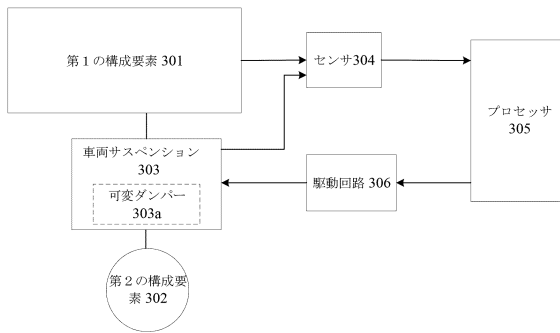 第１の構成要素 301
センサ304
プロセッサ
305
車両サスペンション
303
可変ダンパー
303a
駆動回路 306
第２の構成要
素 302